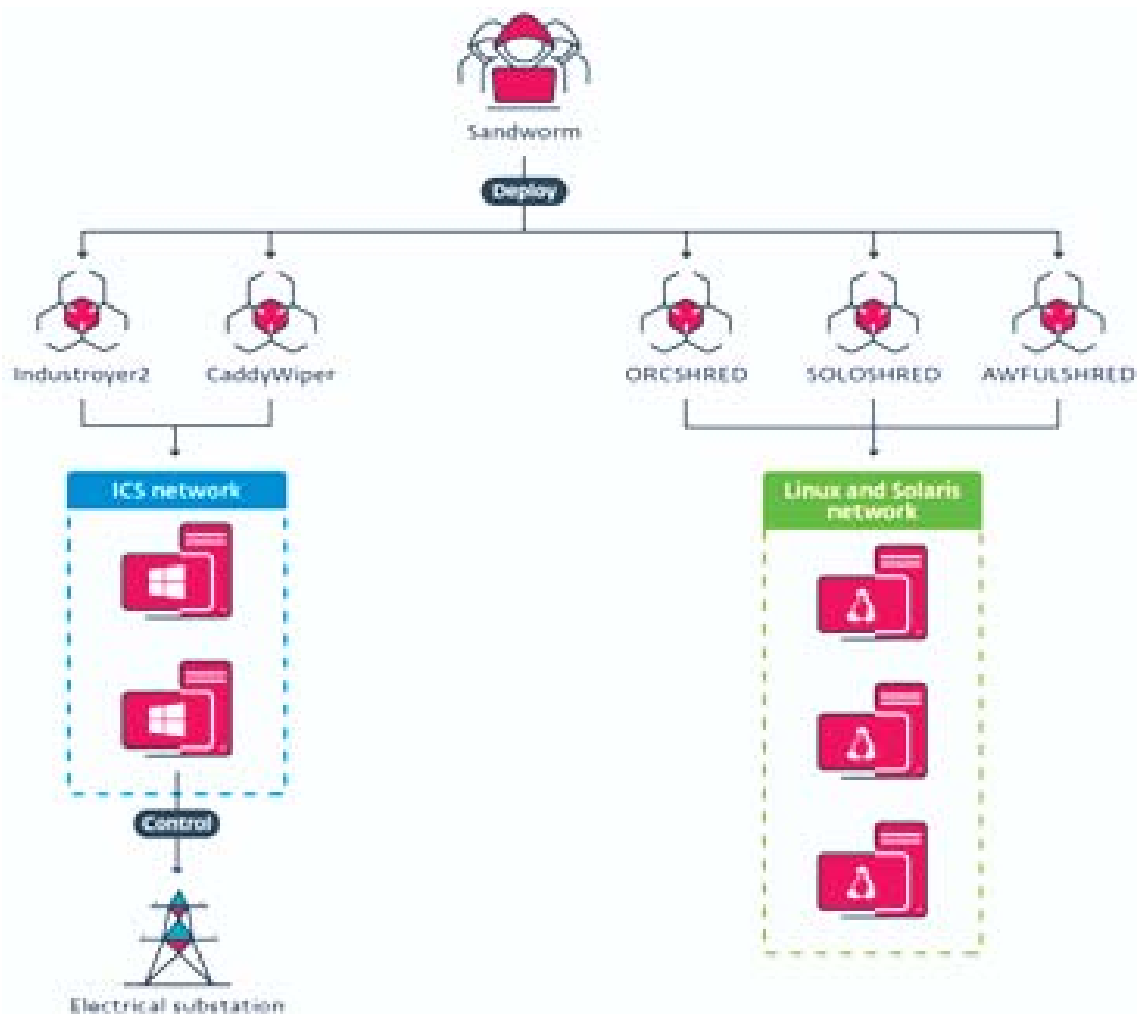 Sandworm
Deploy
Industroyer2
CaddyWiper
ORCSHRED
SOLOSHRED
AWFULSHRED
ICS network
Linux and Solaris
network
Control
Electrical substation